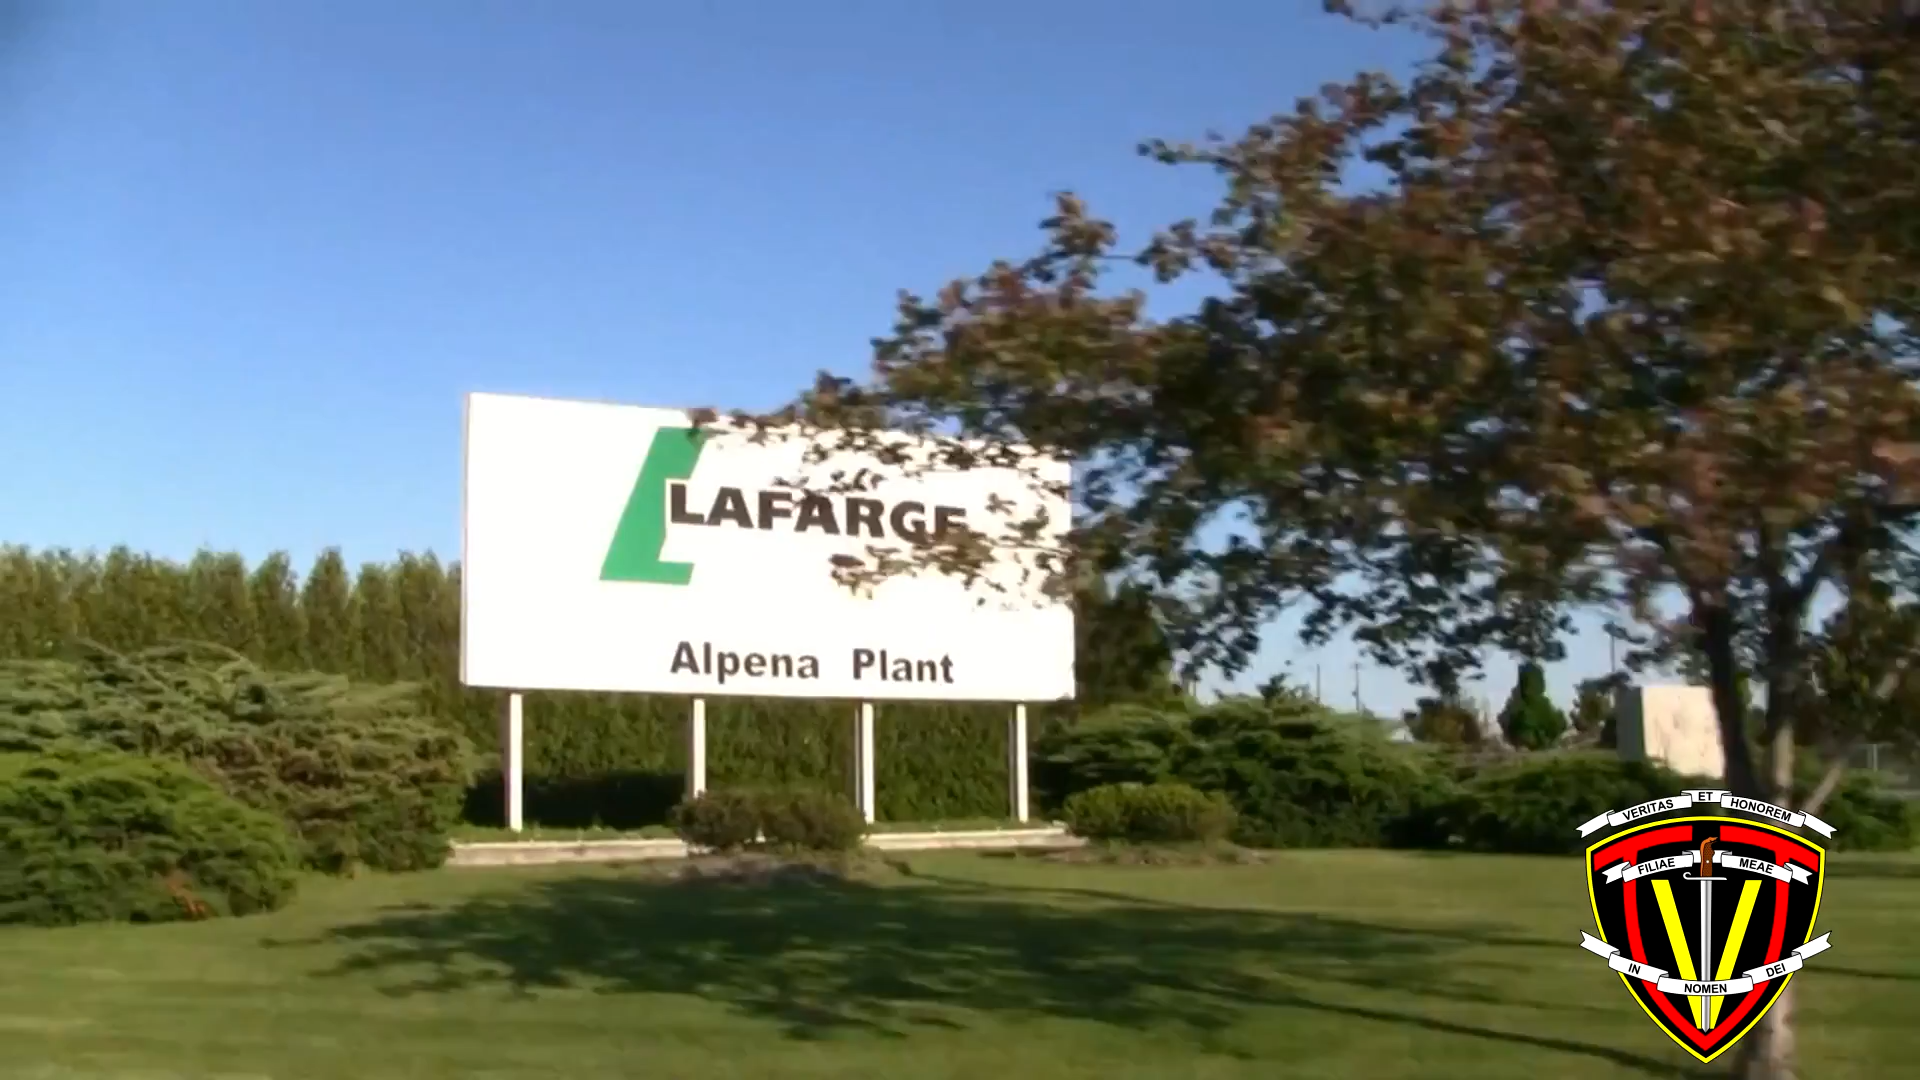 LAFARGE
Alpena Plant
VERITAS ET HONOREM
FILIAE MEAE
IN NOMEN DEI